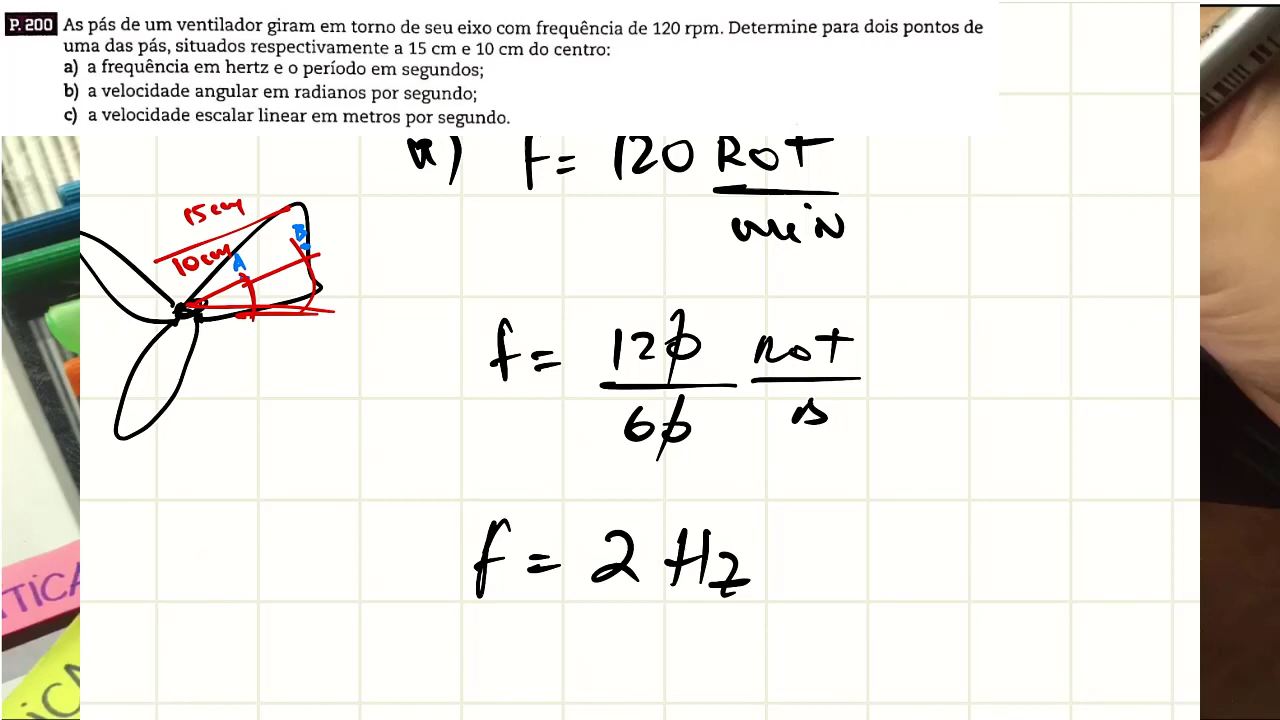 P. 200 As pás de um ventilador giram em torno de seu eixo com frequência de 120 rpm. Determine para dois pontos de
uma das pás, situados respectivamente a 15 cm e 10 cm do centro:
a) a frequência em hertz e o período em segundos;
b) a velocidade angular em radianos por segundo;
c) a velocidade escalar linear em metros por segundo.
a) f = 120 Rot
min
15cm
10cm A B
f = 120 Rot
60 s
f = 2 Hz
TICA
iCA